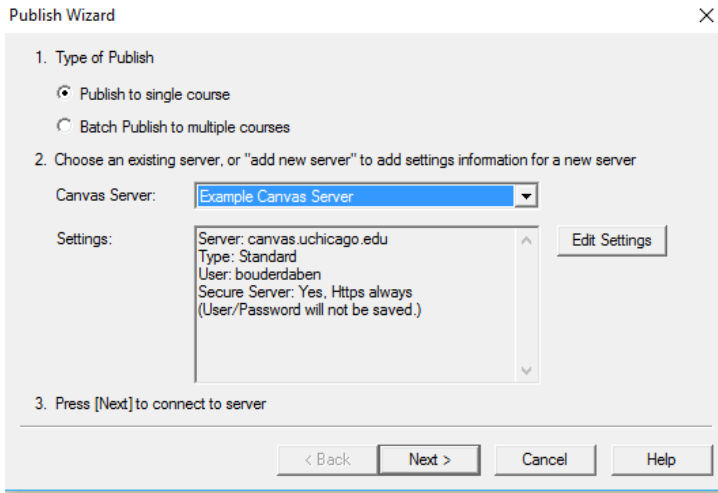 Publish Wizard
1. Type of Publish
Publish to single course
Batch Publish to multiple courses
2. Choose an existing server, or "add new server" to add settings information for a new server
Canvas Server: Example Canvas Server
Settings: Server: canvas.uchicago.edu
Type: Standard
User: bouderdaben
Secure Server: Yes, Https always
(User/Password will not be saved.)
Edit Settings
3. Press [Next] to connect to server
< Back Next > Cancel Help